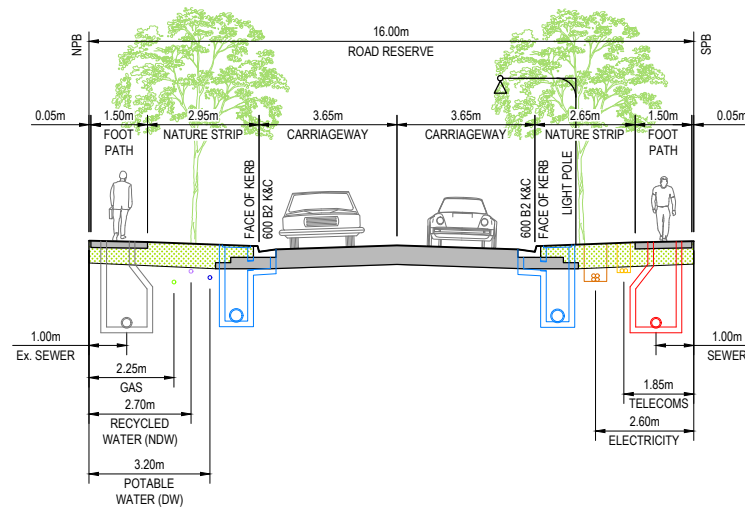 NPB
16.00m
ROAD RESERVE
SPB
0.05m
1.50m
FOOT
PATH
2.95m
NATURE STRIP
3.65m
CARRIAGEWAY
3.65m
CARRIAGEWAY
2.65m
NATURE STRIP
1.50m
FOOT
PATH
0.05m
FACE OF KERB
600 B2 K&C
600 B2 K&C
FACE OF KERB
LIGHT POLE
1.00m
Ex. SEWER
2.25m
GAS
2.70m
RECYCLED
WATER (NDW)
3.20m
POTABLE
WATER (DW)
1.00m
SEWER
1.85m
TELECOMS
2.60m
ELECTRICITY